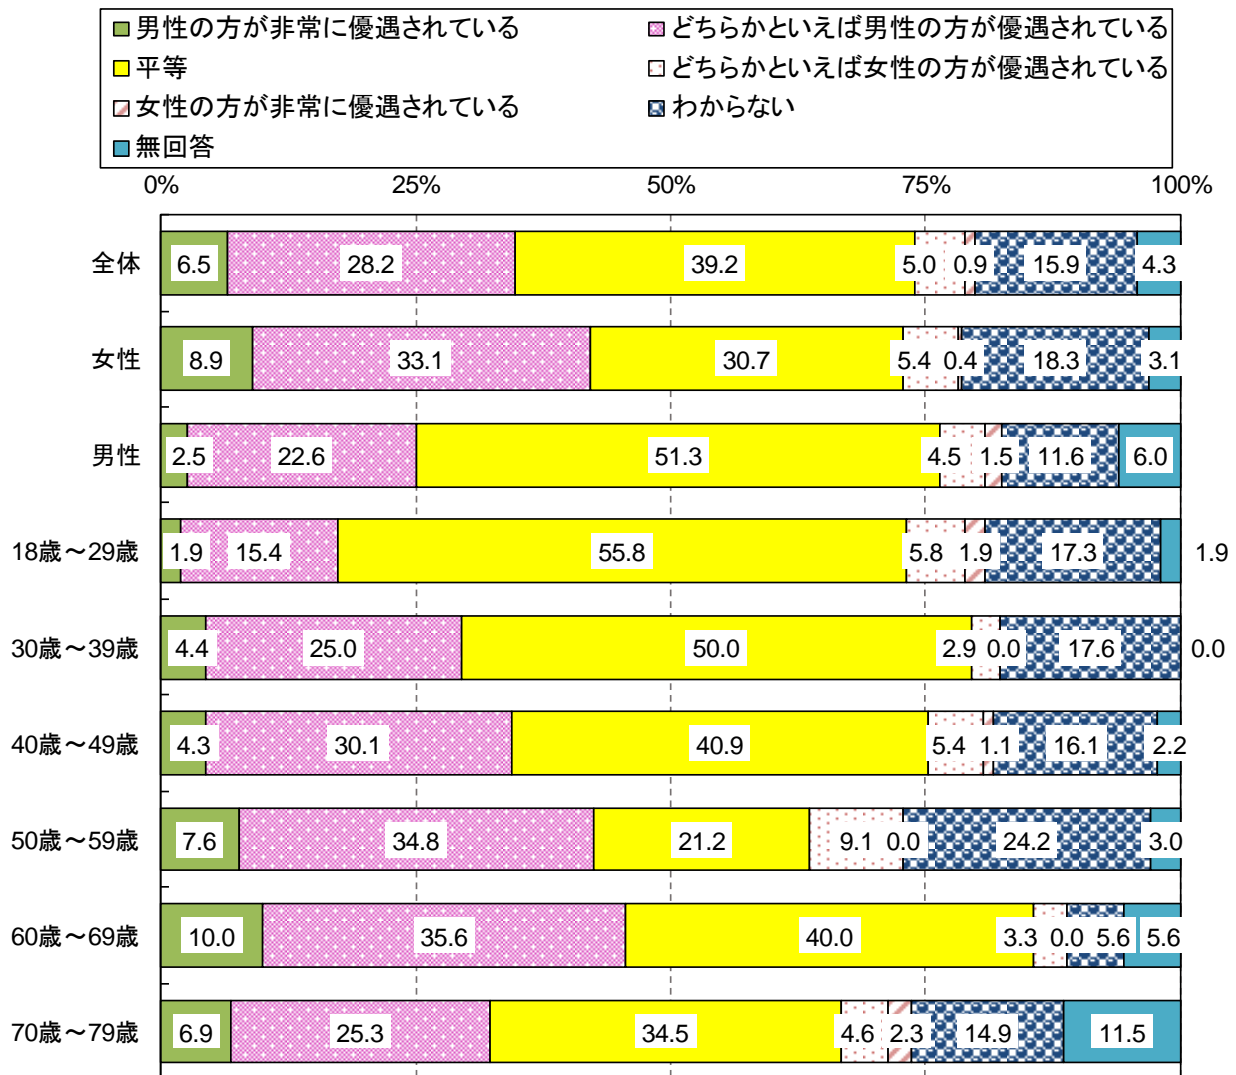 男性の方が非常に優遇されている どちらかといえば男性の方が優遇されている
平等 どちらかといえば女性の方が優遇されている
女性の方が非常に優遇されている わからない
無回答
0% 25% 50% 75% 100%
全体 6.5 28.2 39.2 5.0 0.9 15.9 4.3
女性 8.9 33.1 30.7 5.4 0.4 18.3 3.1
男性 2.5 22.6 51.3 4.5 1.5 11.6 6.0
18歳～29歳 1.9 15.4 55.8 5.8 1.9 17.3 1.9
30歳～39歳 4.4 25.0 50.0 2.9 0.0 17.6 0.0
40歳～49歳 4.3 30.1 40.9 5.4 1.1 16.1 2.2
50歳～59歳 7.6 34.8 21.2 9.1 0.0 24.2 3.0
60歳～69歳 10.0 35.6 40.0 3.3 0.0 5.6 5.6
70歳～79歳 6.9 25.3 34.5 4.6 2.3 14.9 11.5